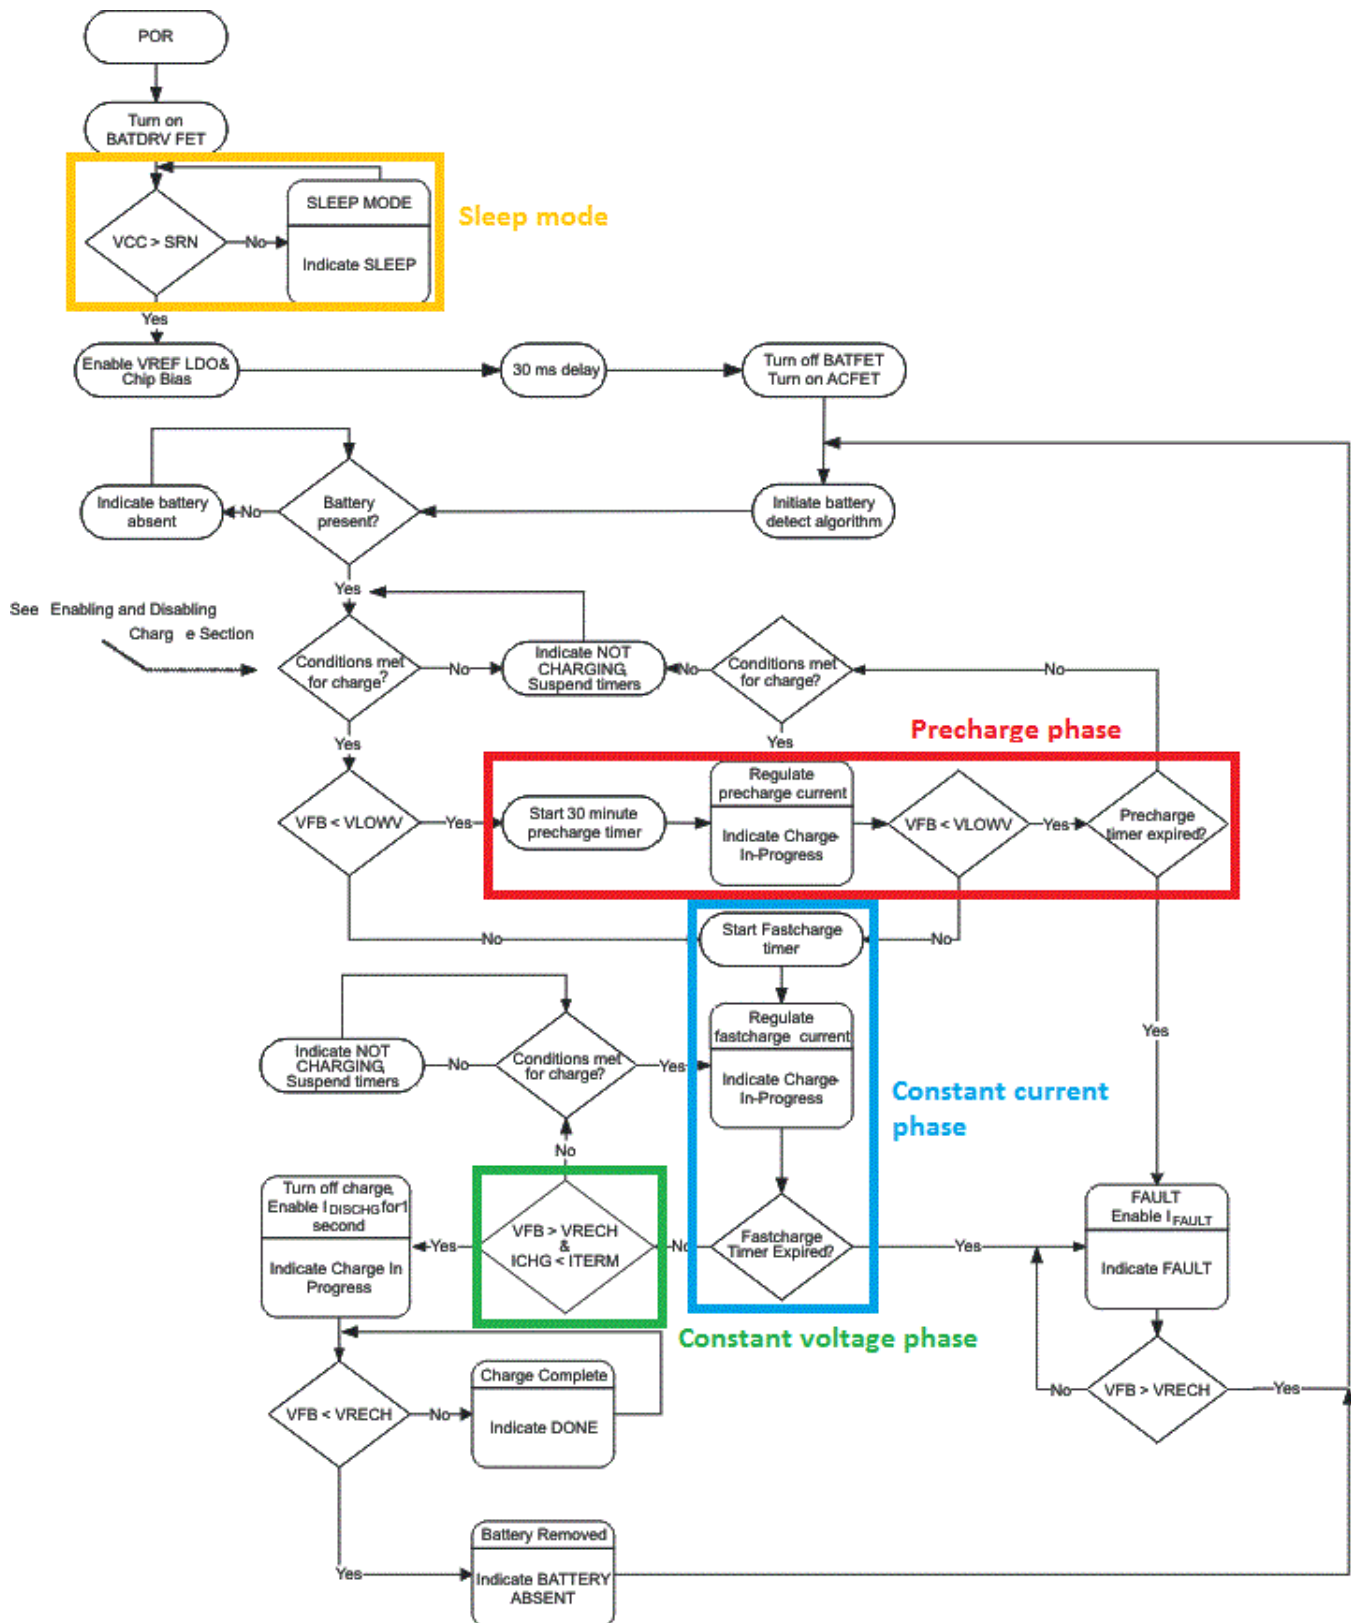 POR
Turn on
BATDRV FET
SLEEP MODE
VCC > SRN
No
Indicate SLEEP
Sleep mode
Yes
Enable VREF LDO&
Chip Bias
30 ms delay
Turn off BATFET
Turn on ACFET
Indicate battery
absent
No
Battery
present?
Initiate battery
detect algorithm
Yes
See Enabling and Disabling
Charg e Section
Conditions met
for charge?
No
Indicate NOT
CHARGING,
Suspend timers
No
Conditions met
for charge?
No
Yes
Yes
Precharge phase
VFB < VLOWV
Yes
Start 30 minute
precharge timer
Regulate
precharge current
Indicate Charge-
In-Progress
VFB < VLOWV
Yes
Precharge
timer expired?
No
Start Fastcharge
timer
No
Indicate NOT
CHARGING,
Suspend timers
No
Conditions met
for charge?
Yes
Regulate
fastcharge current
Indicate Charge-
In-Progress
Yes
Constant current
phase
No
Turn off charge,
Enable IDISCHG for1
second
Indicate Charge In
Progress
Yes
VFB > VRECH
&
ICHG < ITERM
No
Fastcharge
Timer Expired?
Yes
FAULT
Enable IFAULT
Indicate FAULT
Constant voltage phase
VFB < VRECH
No
Charge Complete
Indicate DONE
No
VFB > VRECH
Yes
Yes
Battery Removed
Indicate BATTERY
ABSENT